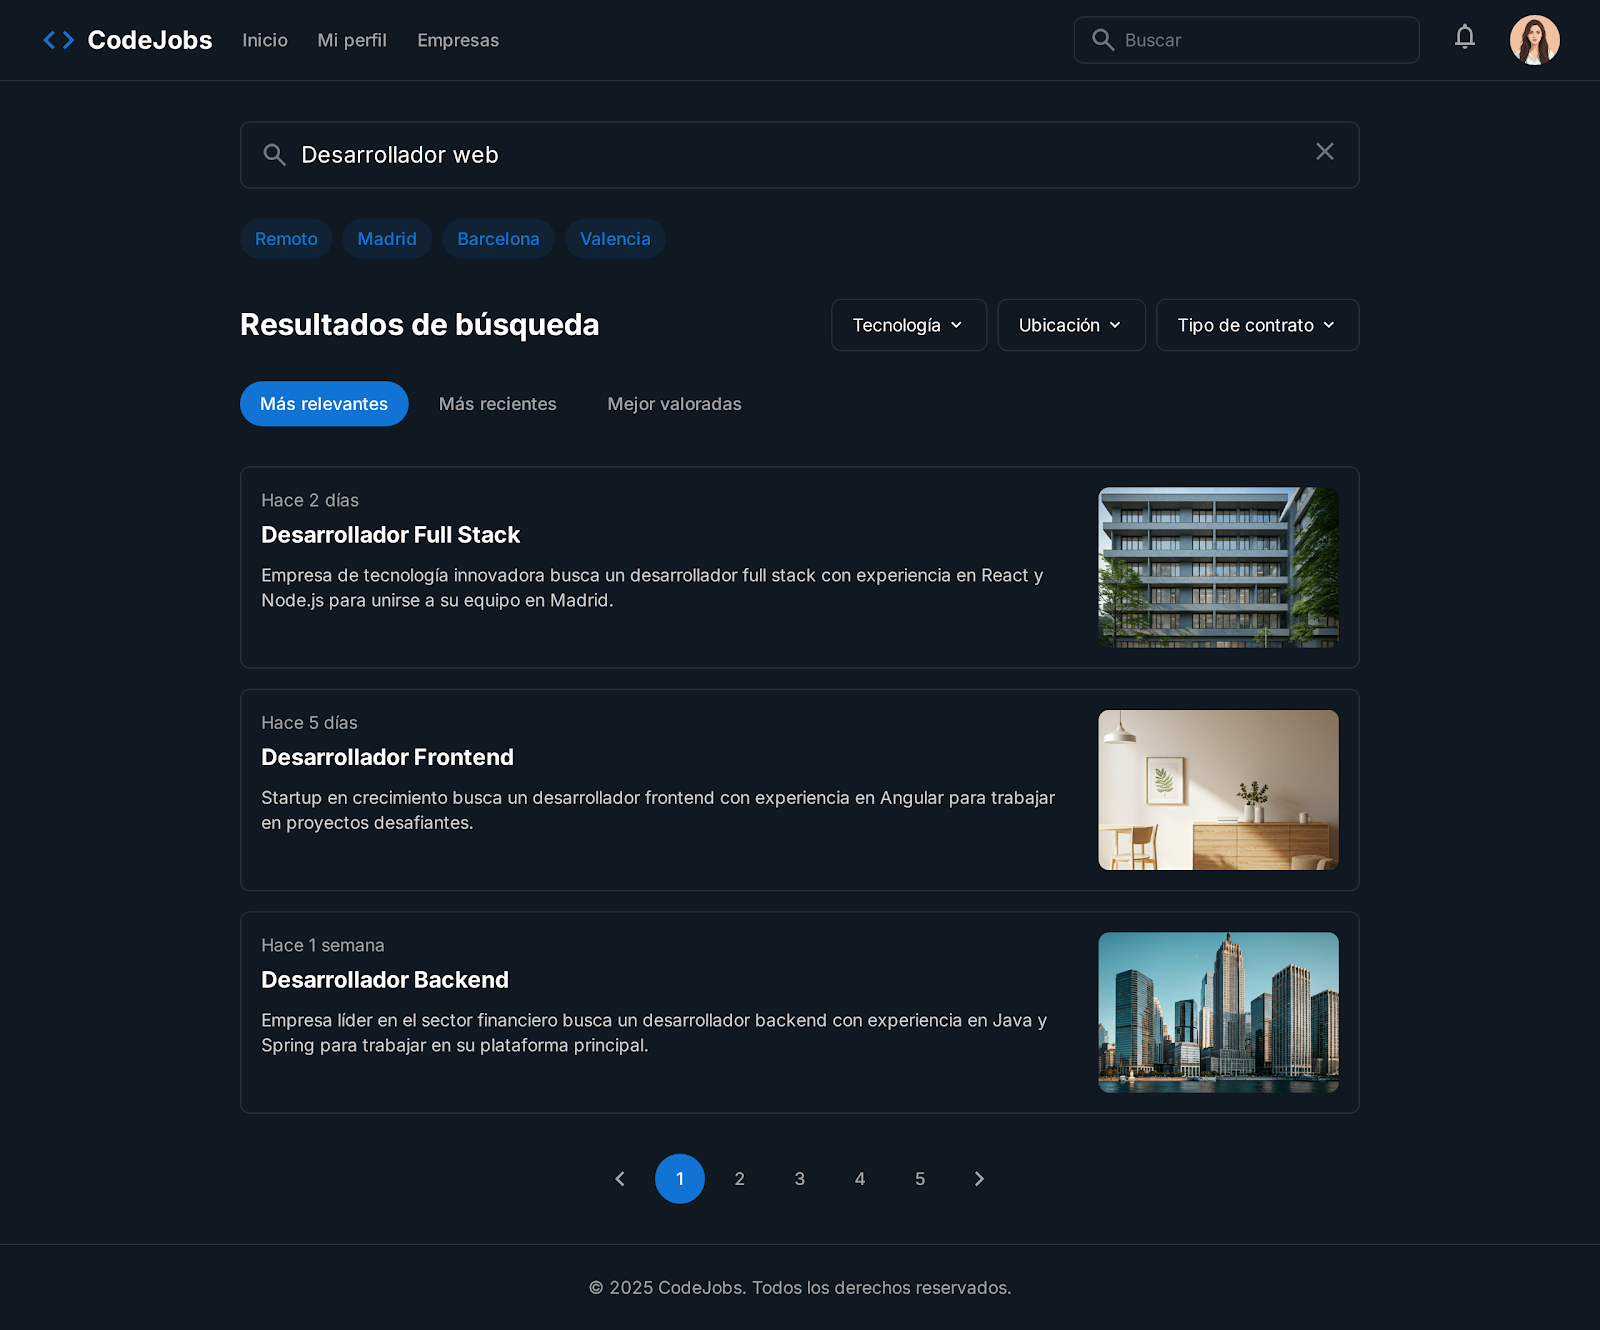 CodeJobs
Inicio
Mi perfil
Empresas
Buscar
Desarrollador web
Remoto
Madrid
Barcelona
Valencia
Resultados de búsqueda
Tecnología
Ubicación
Tipo de contrato
Más relevantes
Más recientes
Mejor valoradas
Hace 2 días
Desarrollador Full Stack
Empresa de tecnología innovadora busca un desarrollador full stack con experiencia en React y
Node.js para unirse a su equipo en Madrid.
Hace 5 días
Desarrollador Frontend
Startup en crecimiento busca un desarrollador frontend con experiencia en Angular para trabajar
en proyectos desafiantes.
Hace 1 semana
Desarrollador Backend
Empresa líder en el sector financiero busca un desarrollador backend con experiencia en Java y
Spring para trabajar en su plataforma principal.
1
2
3
4
5
© 2025 CodeJobs. Todos los derechos reservados.